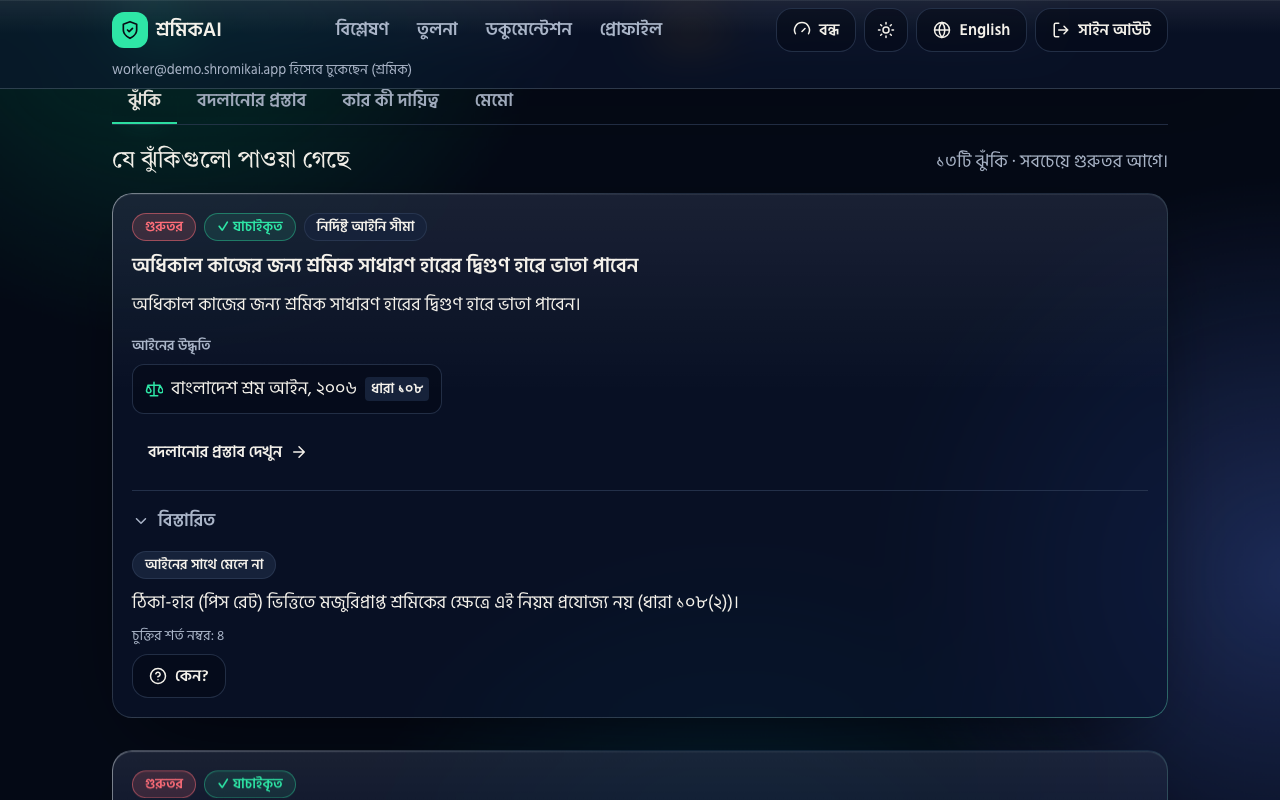 শ্রমিকAI
বিশ্লেষণ তুলনা ডকুমেন্টেশন প্রোফাইল
বন্ধ English সাইন আউট
worker@demo.shromikai.app হিসেবে ঢুকেছেন (শ্রমিক)
ঝুঁকি বদলানোর প্রস্তাব কার কী দায়িত্ব মেমো
যে ঝুঁকিগুলো পাওয়া গেছে
১৩টি ঝুঁকি · সবচেয়ে গুরুতর আগে।
গুরুতর ✓ যাচাইকৃত নির্দিষ্ট আইনি সীমা
অধিকাল কাজের জন্য শ্রমিক সাধারণ হারের দ্বিগুণ হারে ভাতা পাবেন
অধিকাল কাজের জন্য শ্রমিক সাধারণ হারের দ্বিগুণ হারে ভাতা পাবেন।
আইনের উদ্ধৃতি
বাংলাদেশ শ্রম আইন, ২০০৬ ধারা ১০৮
বদলানোর প্রস্তাব দেখুন →
বিস্তারিত
আইনের সাথে মেলে না
ঠিকা-হার (পিস রেট) ভিত্তিতে মজুরিপ্রাপ্ত শ্রমিকের ক্ষেত্রে এই নিয়ম প্রযোজ্য নয় (ধারা ১০৮(২))।
চুক্তির শর্ত নম্বর: 4
কেন?
গুরুতর ✓ যাচাইকৃত